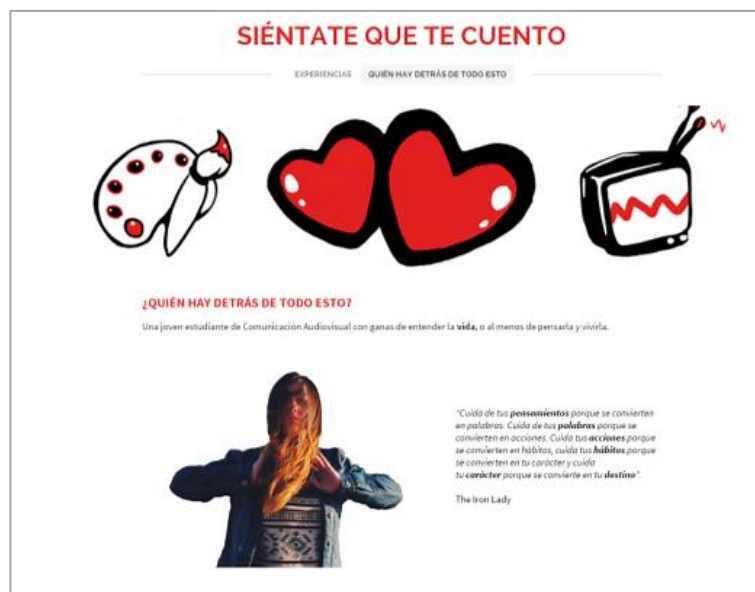 SIÉNTATE QUE TE CUENTO
EXPERIENCIAS QUIÉN HAY DETRÁS DE TODO ESTO
¿QUIÉN HAY DETRÁS DE TODO ESTO?
Una joven estudiante de Comunicación Audiovisual con ganas de entender la vida, o al menos de pensarla y vivirla.
"Cuida de tus pensamientos porque se convierten
en palabras. Cuida de tus palabras porque se
convierten en acciones. Cuida tus acciones porque
se convierten en hábitos, cuida tus hábitos porque
se convierten en tu carácter y cuida
tu carácter porque se convierte en tu destino".
The Iron Lady